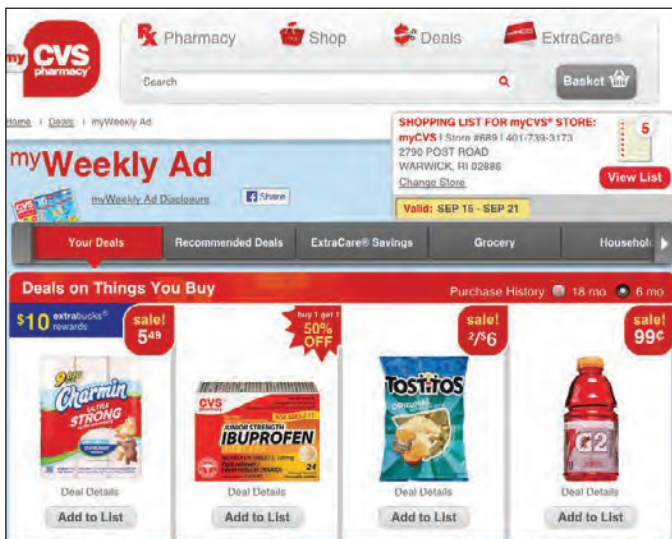 my CVS pharmacy
Pharmacy Shop Deals ExtraCare®
Search
Basket
Home | Deals | myWeekly Ad
SHOPPING LIST FOR myCVS® STORE:
myCVS | Store #689 | 401-739-3173
2790 POST ROAD
WARWICK, RI 02886
Change Store
5
View List
Valid: SEP 15 - SEP 21
myWeekly Ad
myWeekly Ad Disclosure
f Share
Your Deals Recommended Deals ExtraCare® Savings Grocery Household
Deals on Things You Buy
Purchase History 18 mo 6 mo
$10 extrabucks® rewards
sale! 5.49
buy 1 get 1 50% OFF
sale! 2/$6
sale! 99¢
Charmin
ULTRA
STRONG
CVS
pharmacy
JUNIOR STRENGTH
IBUPROFEN
24
TOSTITOS
ORIGINAL
G2
Deal Details Deal Details Deal Details Deal Details
Add to List Add to List Add to List Add to List